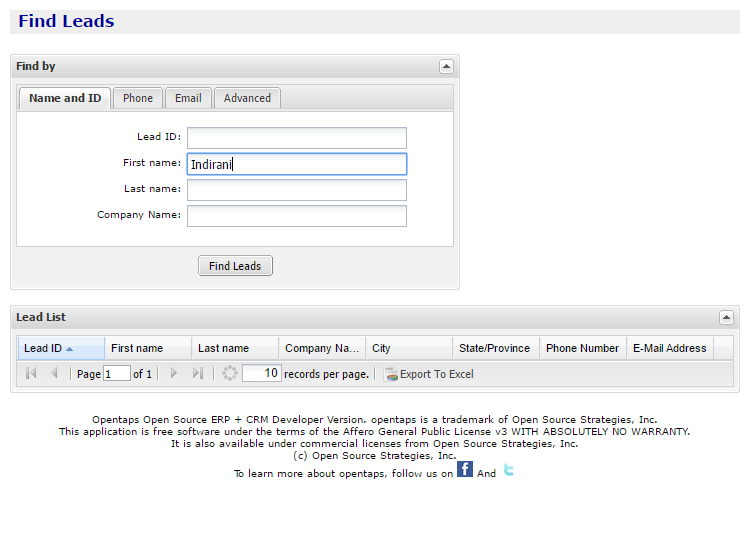 Find Leads
Find by
Name and ID Phone Email Advanced
Lead ID:
First name: Indirani
Last name:
Company Name:
Find Leads
Lead List
Lead ID First name Last name Company Na... City State/Province Phone Number E-Mail Address
Page 1 of 1 10 records per page. Export To Excel
Opentaps Open Source ERP + CRM Developer Version. opentaps is a trademark of Open Source Strategies, Inc.
This application is free software under the terms of the Affero General Public License v3 WITH ABSOLUTELY NO WARRANTY.
It is also available under commercial licenses from Open Source Strategies, Inc.
(c) Open Source Strategies, Inc.
To learn more about opentaps, follow us on f And t